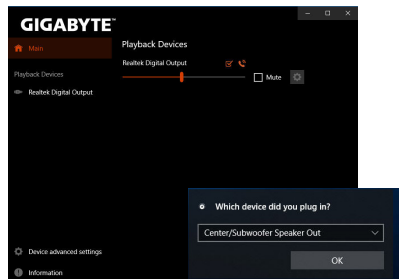 GIGABYTE™
Main
Playback Devices
Realtek Digital Output
Playback Devices
Realtek Digital Output
Mute
Which device did you plug in?
Center/Subwoofer Speaker Out
OK
Device advanced settings
Information